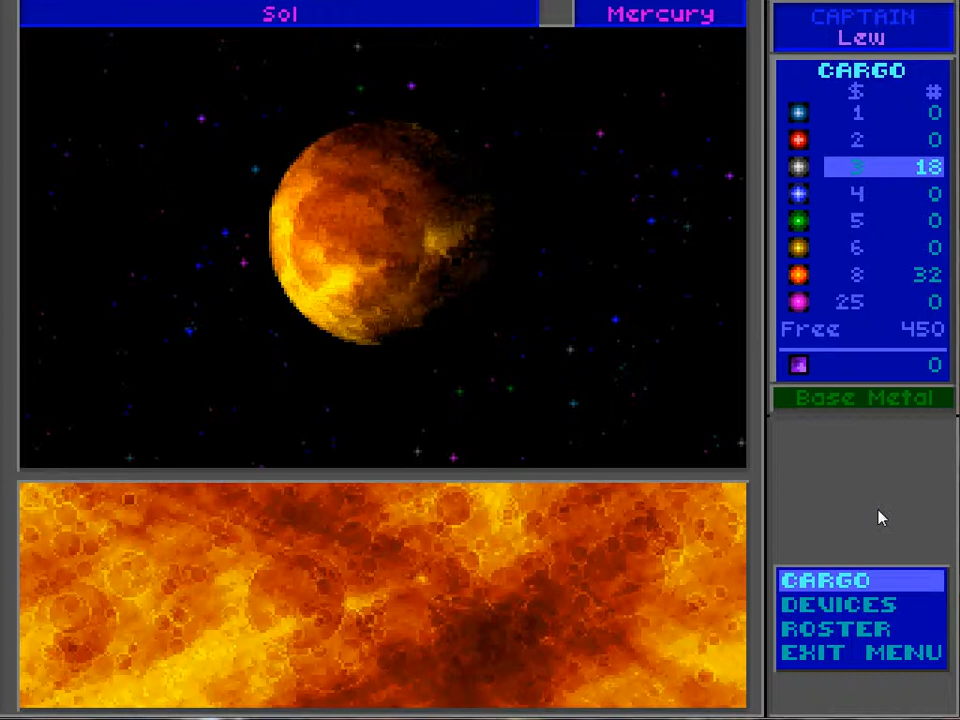 Sol
Mercury
CAPTAIN
Lew
CARGO
$ #
1 0
2 0
3 18
4 0
5 0
6 0
8 32
25 0
Free 450
0
Base Metal
CARGO
DEVICES
ROSTER
EXIT MENU